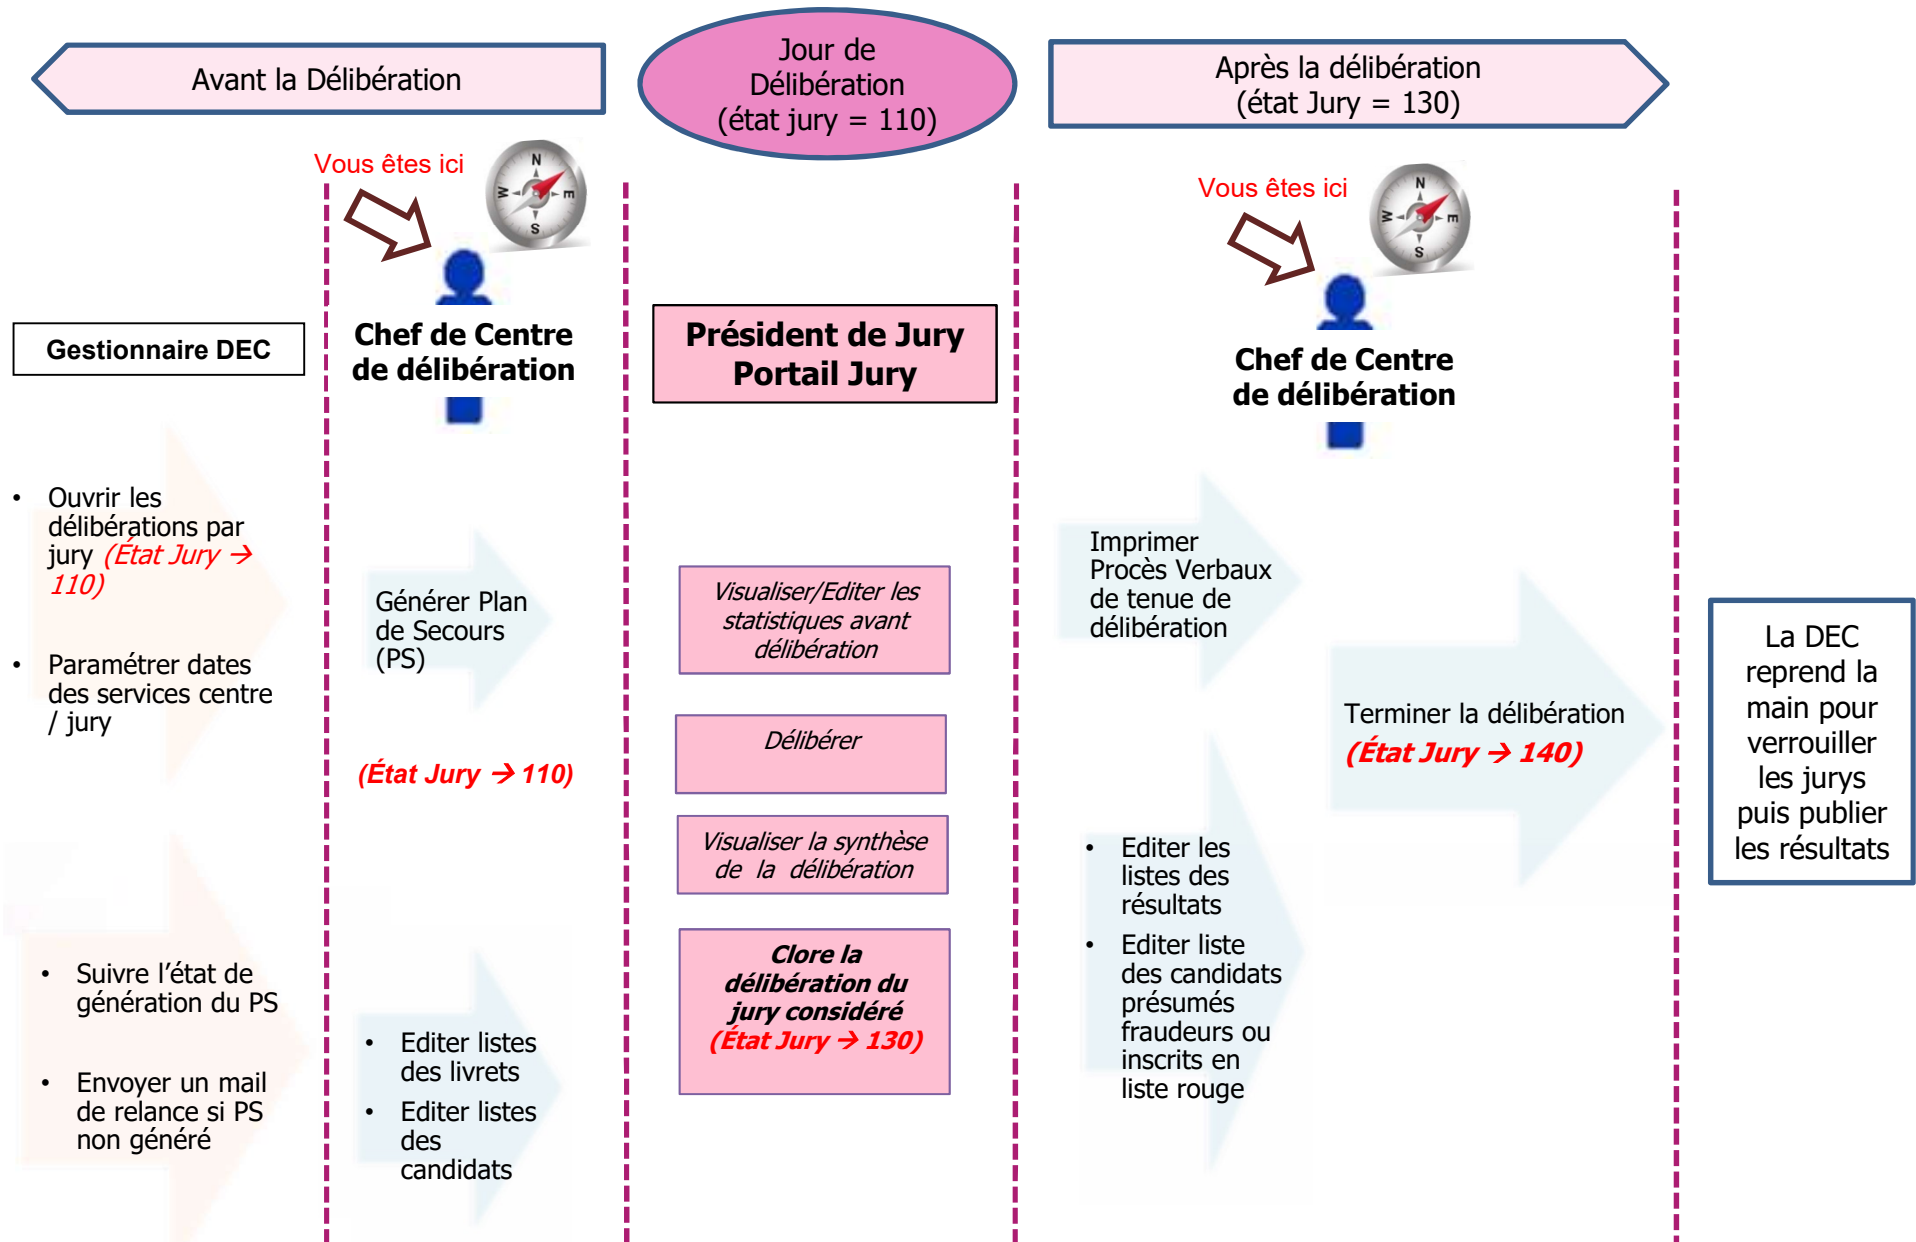 Avant la Délibération
Jour de
Délibération
(état jury = 110)
Après la délibération
(état Jury = 130)
Vous êtes ici
N
W
E
S
Vous êtes ici
N
W
E
S
Gestionnaire DEC
• Ouvrir les
délibérations par
jury (État Jury →
110)
• Paramétrer dates
des services centre
/ jury
• Suivre l’état de
génération du PS
• Envoyer un mail
de relance si PS
non généré
Chef de Centre
de délibération
Générer Plan
de Secours
(PS)
(État Jury → 110)
• Editer listes
des livrets
• Editer listes
des
candidats
Président de Jury
Portail Jury
Visualiser/Editer les
statistiques avant
délibération
Délibérer
Visualiser la synthèse
de la délibération
Clore la
délibération du
jury considéré
(État Jury → 130)
Chef de Centre
de délibération
Imprimer
Procès Verbaux
de tenue de
délibération
• Editer les
listes des
résultats
• Editer liste
des candidats
présumés
fraudeurs ou
inscrits en
liste rouge
Terminer la délibération
(État Jury → 140)
La DEC
reprend la
main pour
verrouiller
les jurys
puis publier
les résultats